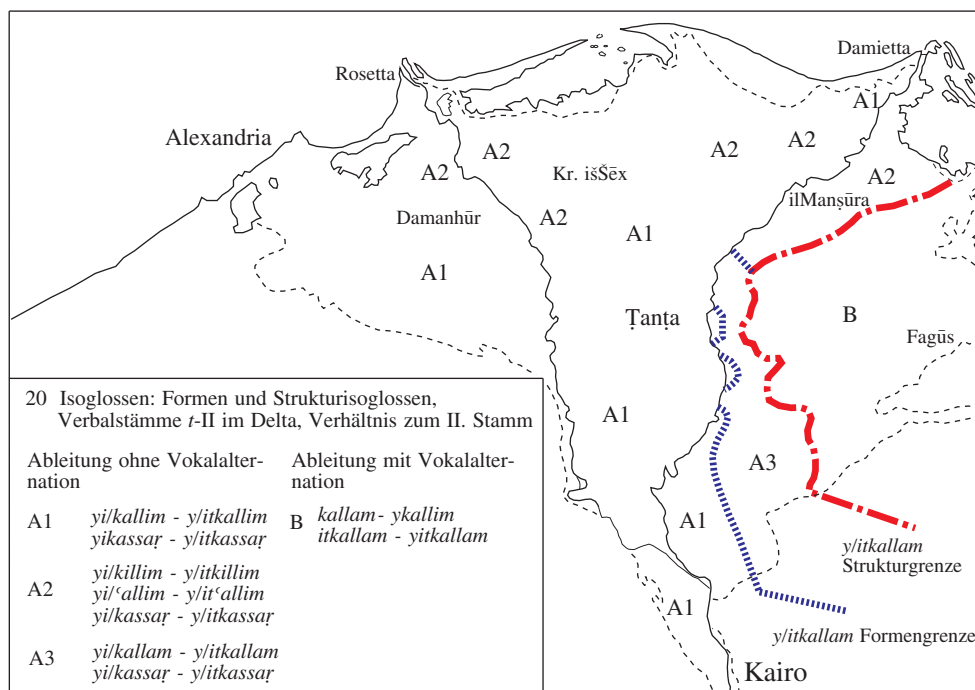 Damietta
Rosetta
A1
Alexandria
A2
A2
A2
Kr. išŠēx
A2
A2
ilManṣūra
Damanhūr
A2
A1
A1
B
Ṭanṭa
Fagūs
20 Isoglossen: Formen und Strukturisoglossen,
Verbalstämme t-II im Delta, Verhältnis zum II. Stamm
Ableitung ohne Vokalalter-
nation
A1 yi/kallim - y/itkallim
yikassaṛ - y/itkassaṛ
A2 yi/killim - y/itkillim
yi/ʿallim - y/itʿallim
yi/kassaṛ - y/itkassaṛ
A3 yi/kallam - y/itkallam
yi/kassaṛ - y/itkassaṛ
Ableitung mit Vokalalter-
nation
B kallam- ykallim
itkallam - yitkallam
A1
A3
A1
y/itkallam
Strukturgrenze
A1
y/itkallam Formengrenze
Kairo